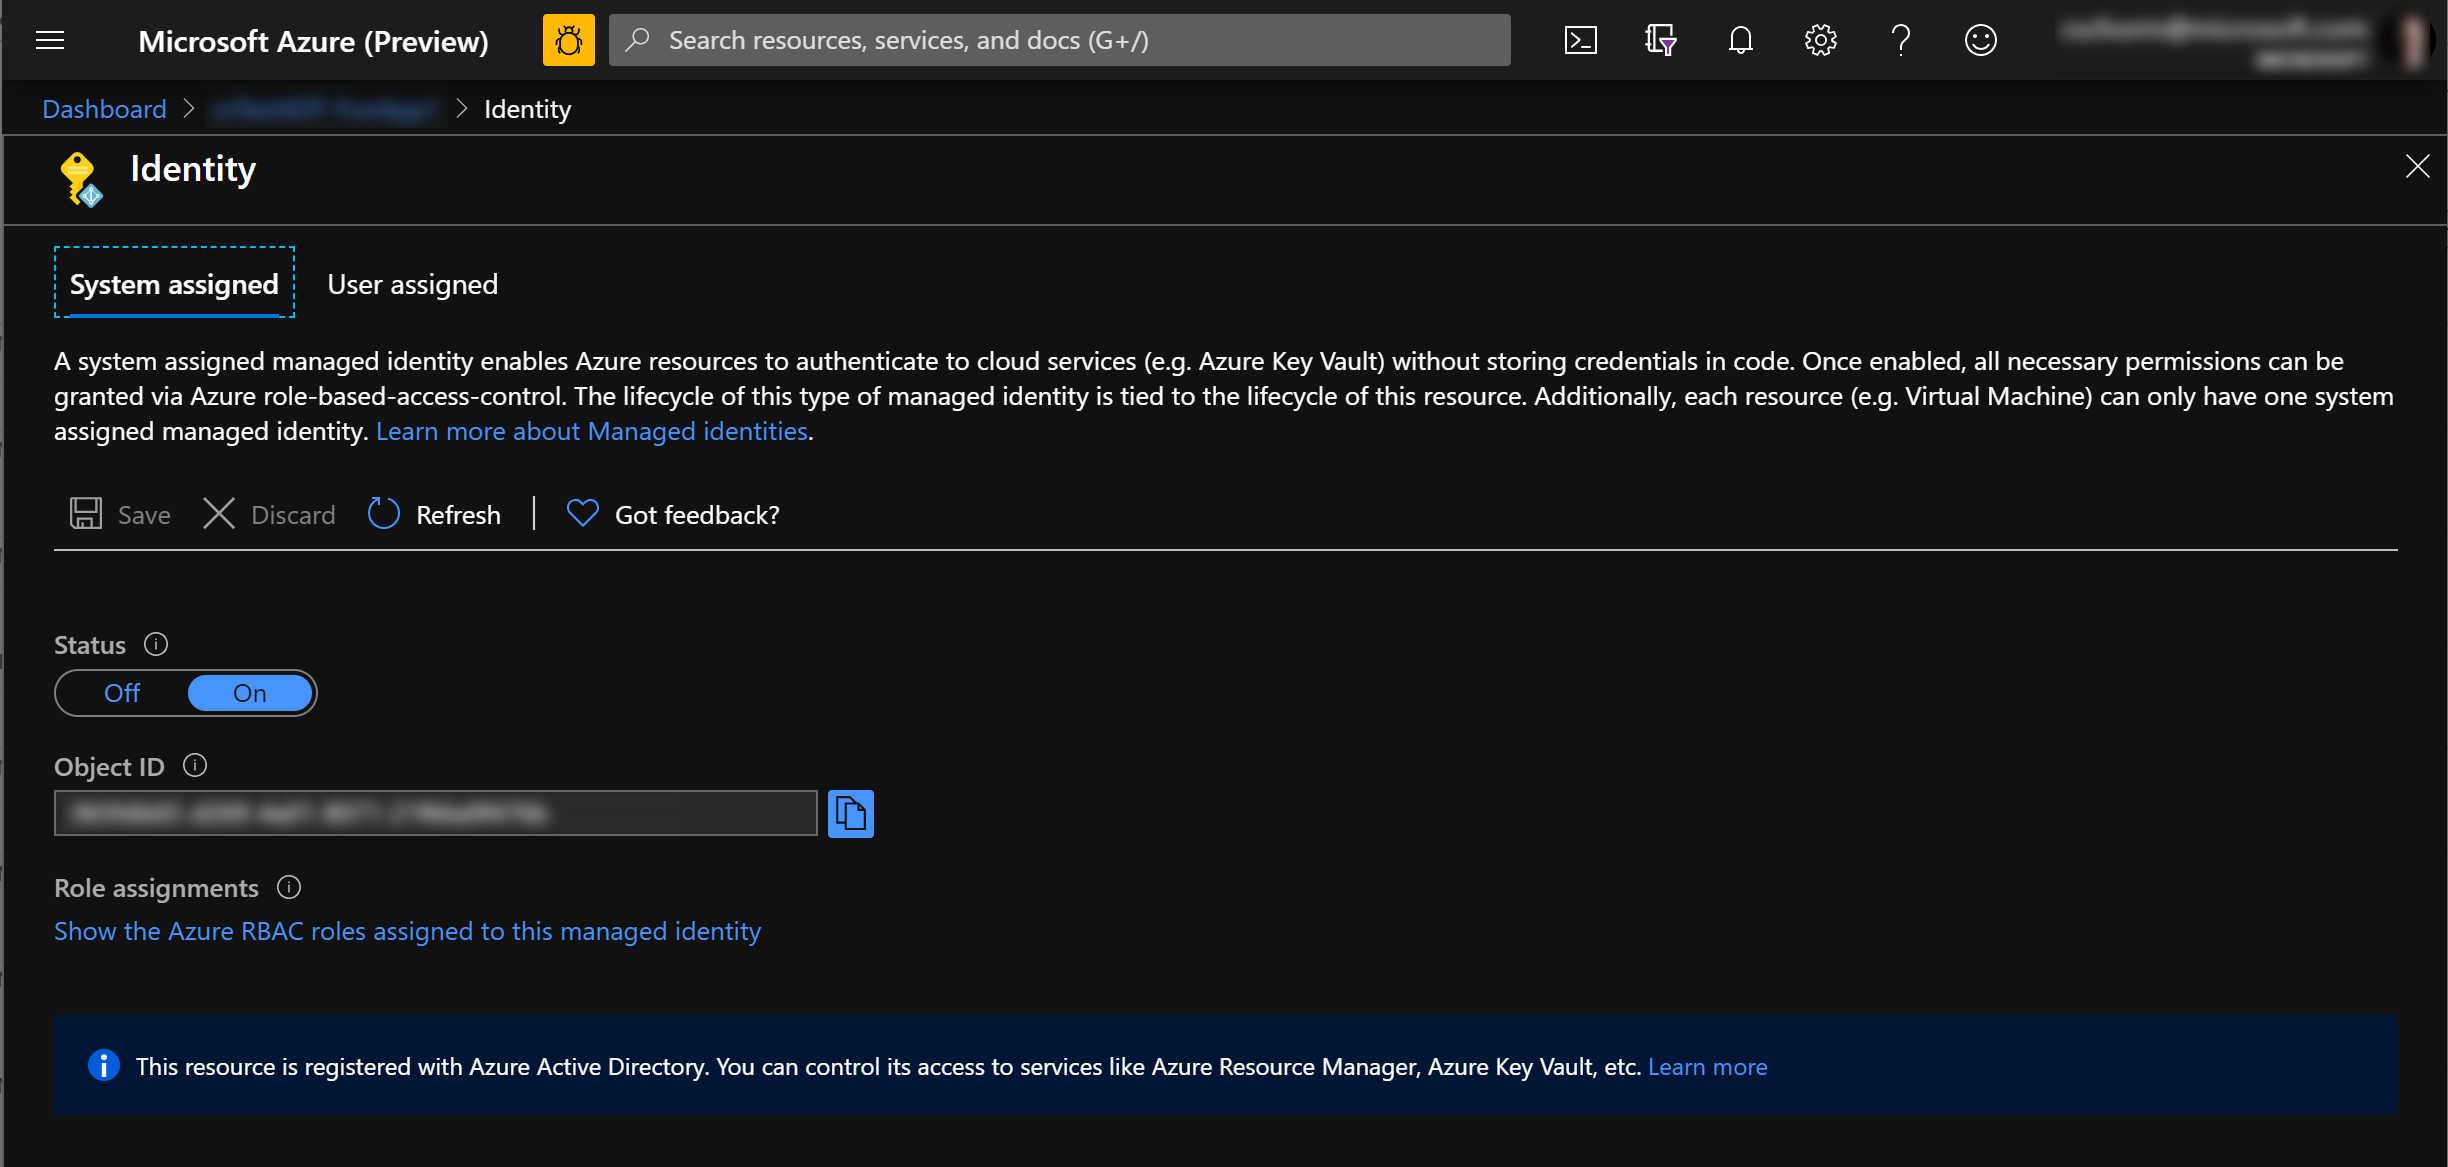 Microsoft Azure (Preview)
Search resources, services, and docs (G+/)
Dashboard > > Identity
Identity
System assigned
User assigned
A system assigned managed identity enables Azure resources to authenticate to cloud services (e.g. Azure Key Vault) without storing credentials in code. Once enabled, all necessary permissions can be
granted via Azure role-based-access-control. The lifecycle of this type of managed identity is tied to the lifecycle of this resource. Additionally, each resource (e.g. Virtual Machine) can only have one system
assigned managed identity. Learn more about Managed identities.
Save Discard Refresh | Got feedback?
Status
Off On
Object ID
Role assignments
Show the Azure RBAC roles assigned to this managed identity
This resource is registered with Azure Active Directory. You can control its access to services like Azure Resource Manager, Azure Key Vault, etc. Learn more